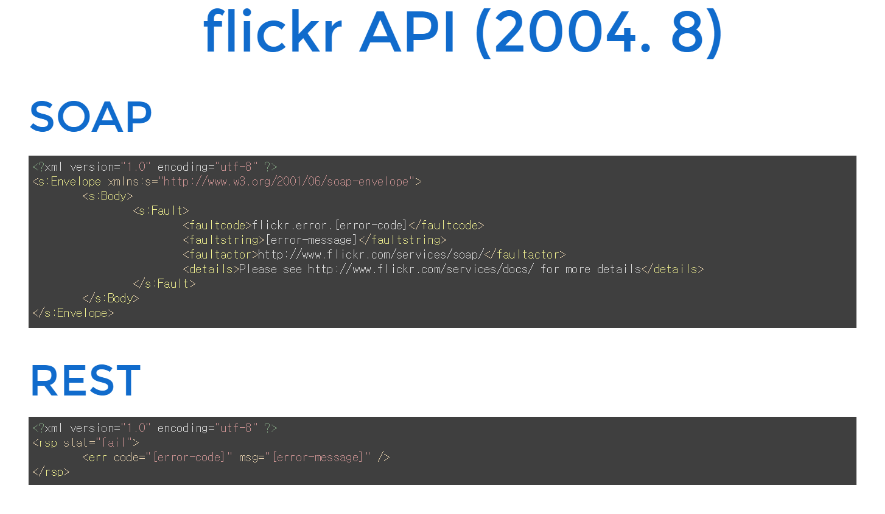 flickr API (2004. 8)
SOAP
<?xml version="1.0" encoding="utf-8" ?>
<s:Envelope xmlns:s="http://www.w3.org/2001/06/soap-envelope">
<s:Body>
<s:Fault>
<faultcode>flickr.error.[error-code]</faultcode>
<faultstring>[error-message]</faultstring>
<faultactor>http://www.flickr.com/services/soap/</faultactor>
<details>Please see http://www.flickr.com/services/docs/ for more details</details>
</s:Fault>
</s:Body>
</s:Envelope>
REST
<?xml version="1.0" encoding="utf-8" ?>
<rsp stat="fail">
<err code="[error-code]" msg="[error-message]" />
</rsp>